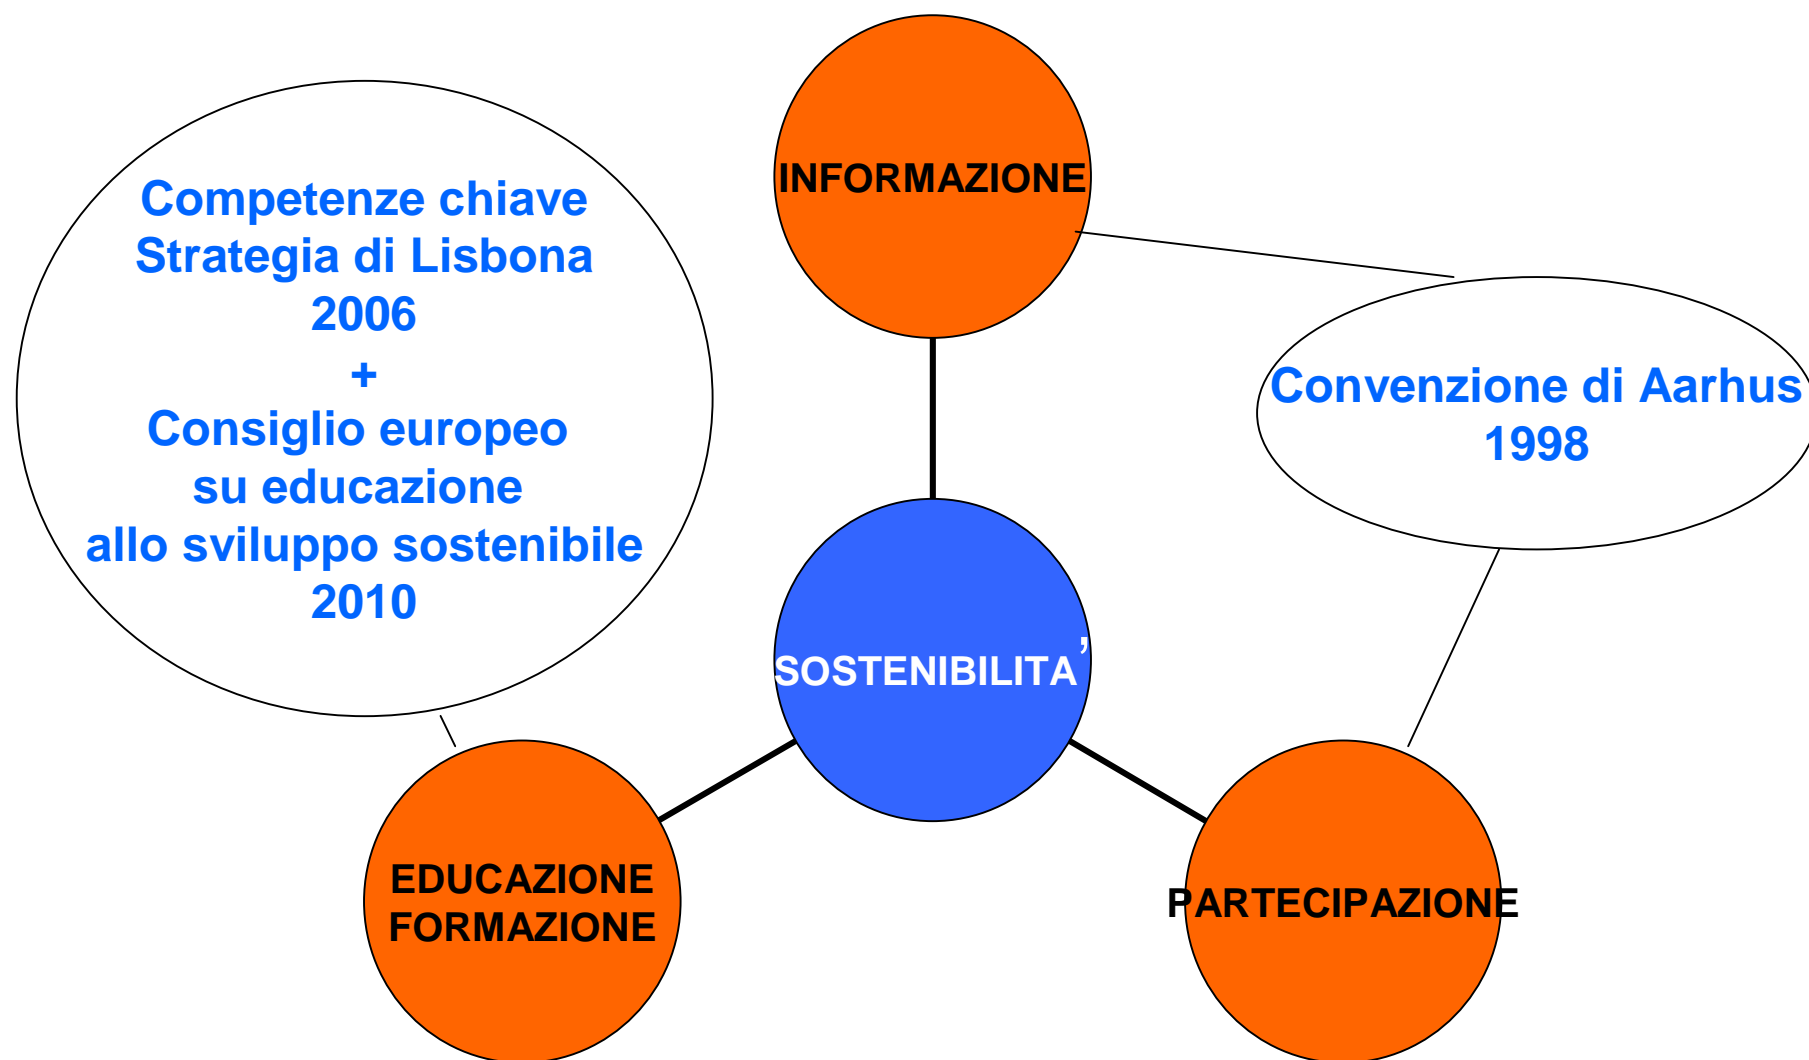 INFORMAZIONE
Competenze chiave
Strategia di Lisbona
2006
+
Consiglio europeo
su educazione
allo sviluppo sostenibile
2010
Convenzione di Aarhus
1998
SOSTENIBILITA’
EDUCAZIONE
FORMAZIONE
PARTECIPAZIONE